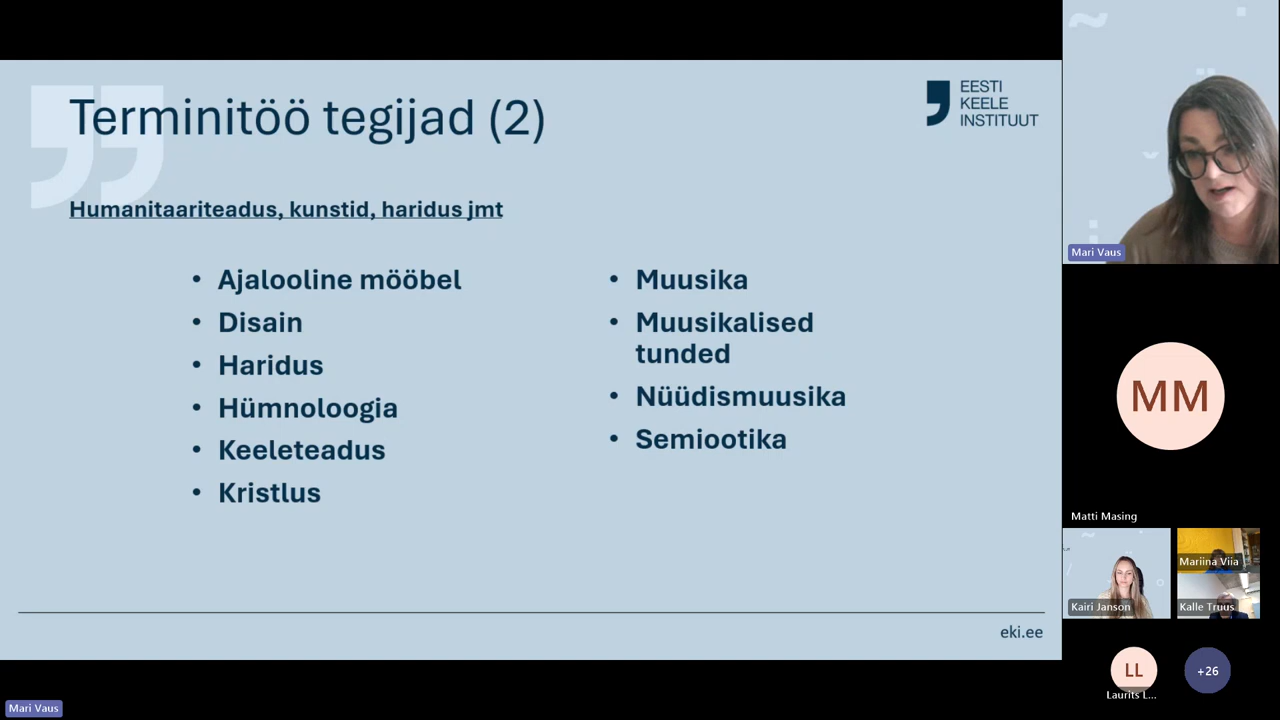 Terminitöö tegijad (2)
EESTI
KEELE
INSTITUUT
Humanitaariteadus, kunstid, haridus jmt
• Ajalooline mööbel
• Disain
• Haridus
• Hümnoloogia
• Keeleteadus
• Kristlus
• Muusika
• Muusikalised
tunded
• Nüüdismuusika
• Semiootika
eki.ee
Mari Vaus
Mari Vaus
MM
Matti Masing
Kairi Janson
Mariina Viia
Kalle Truus
LL
Laurits L...
+26